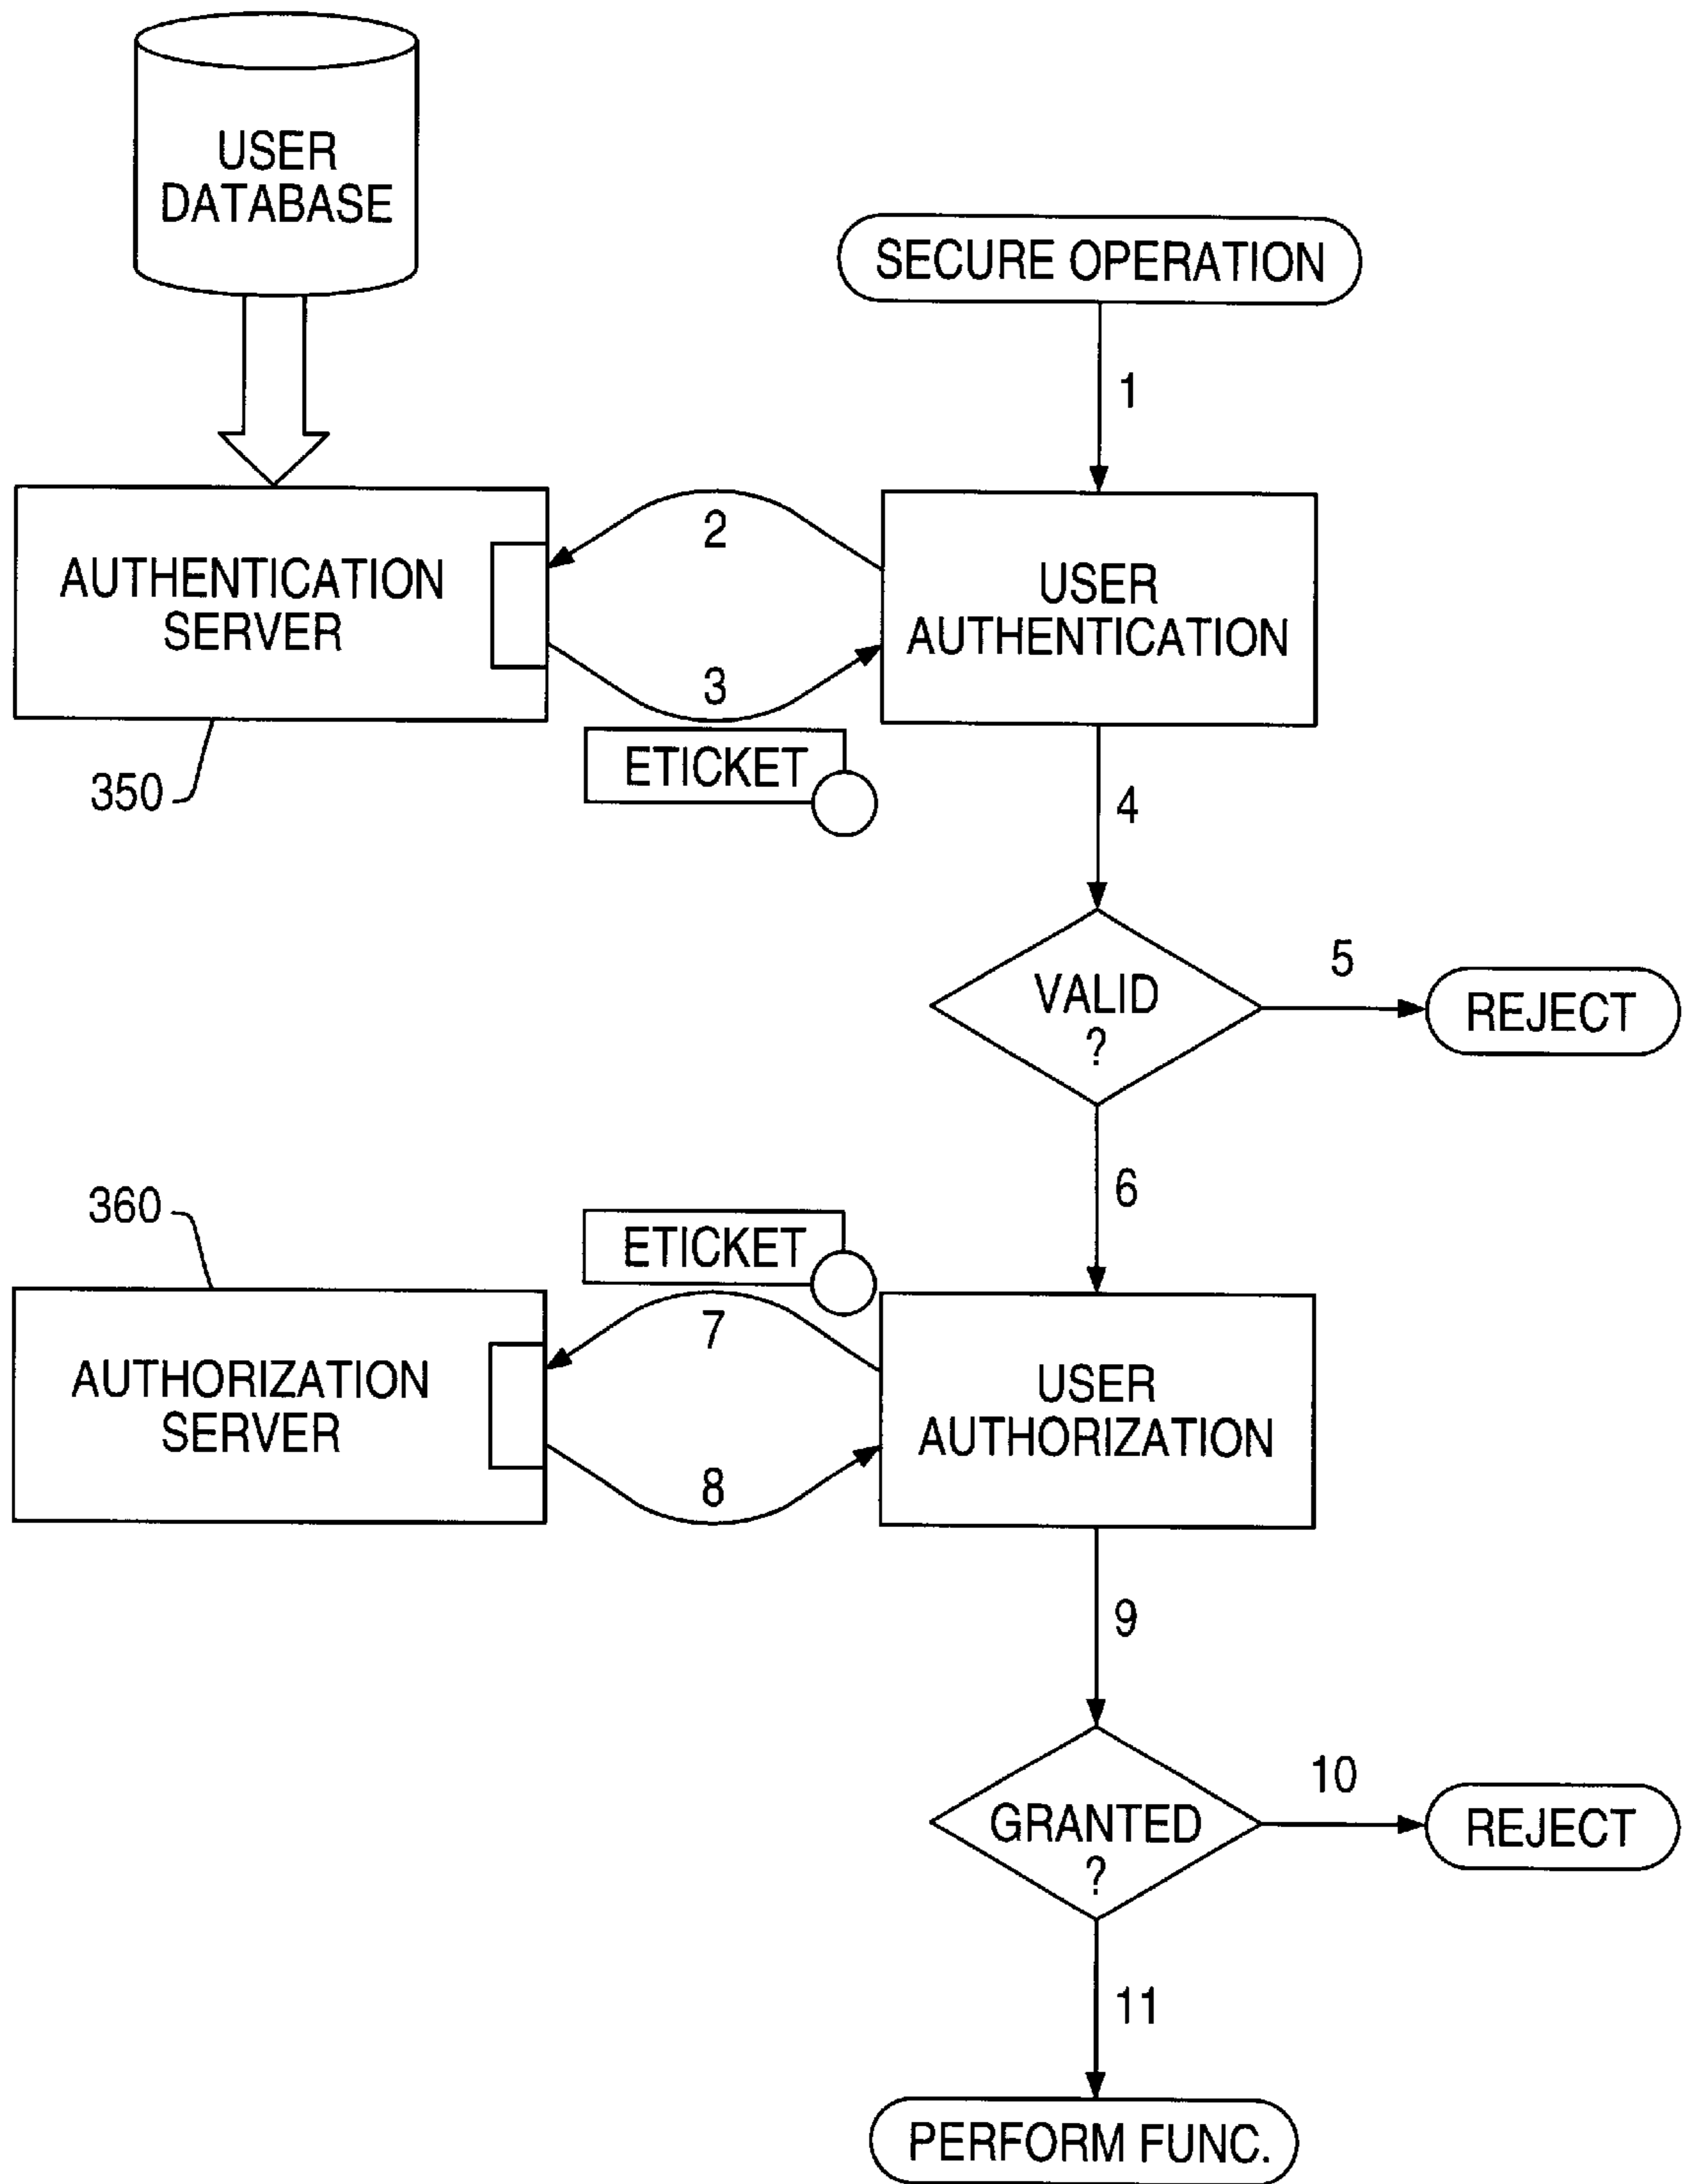 USER
DATABASE
SECURE OPERATION
1
AUTHENTICATION
SERVER
2
3
USER
AUTHENTICATION
ETICKET
350
4
VALID
?
5
REJECT
6
360
ETICKET
AUTHORIZATION
SERVER
7
8
USER
AUTHORIZATION
9
GRANTED
?
10
REJECT
11
PERFORM FUNC.